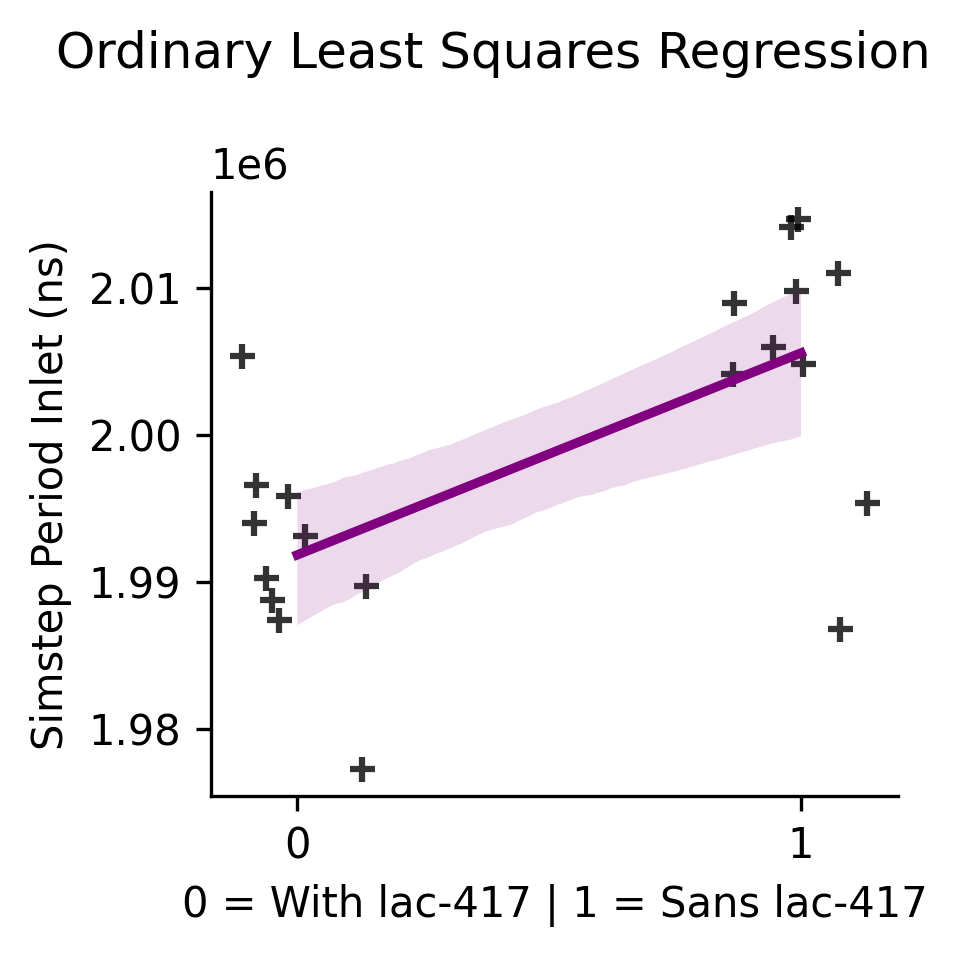 Ordinary Least Squares Regression
1e6
Simstep Period Inlet (ns)
2.01
2.00
1.99
1.98
0
1
0 = With lac-417 | 1 = Sans lac-417